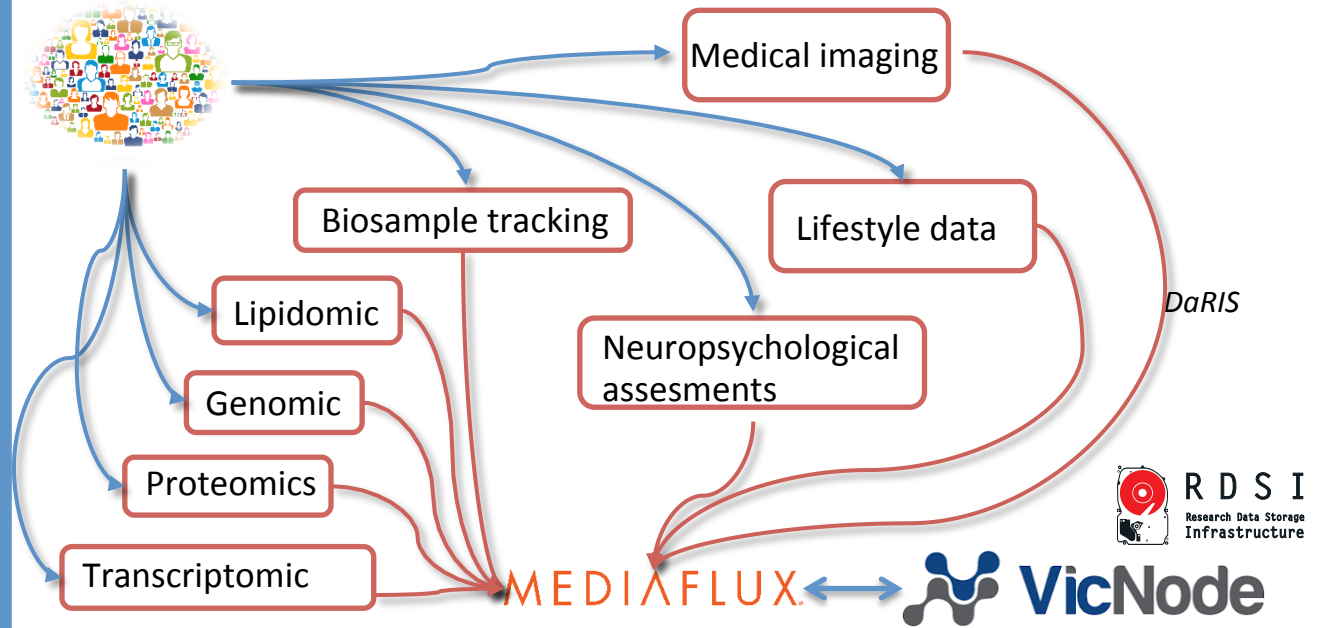 Medical imaging
Biosample tracking
Lifestyle data
Lipidomic
DaRIS
Neuropsychological
assesments
Genomic
Proteomics
RDSI
Research Data Storage
Infrastructure
Transcriptomic
MEDIAFLUX
VicNode